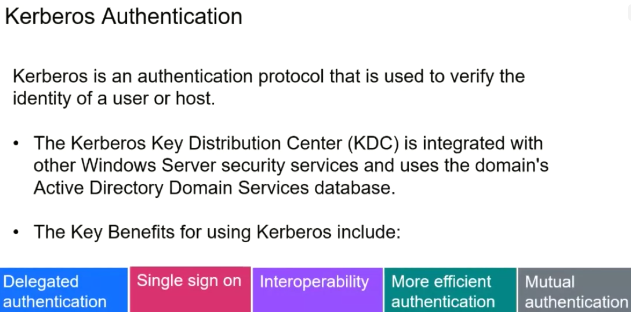 Kerberos Authentication
Kerberos is an authentication protocol that is used to verify the
identity of a user or host.
• The Kerberos Key Distribution Center (KDC) is integrated with
other Windows Server security services and uses the domain's
Active Directory Domain Services database.
• The Key Benefits for using Kerberos include:
Delegated
authentication
Single sign on
Interoperability
More efficient
authentication
Mutual
authentication